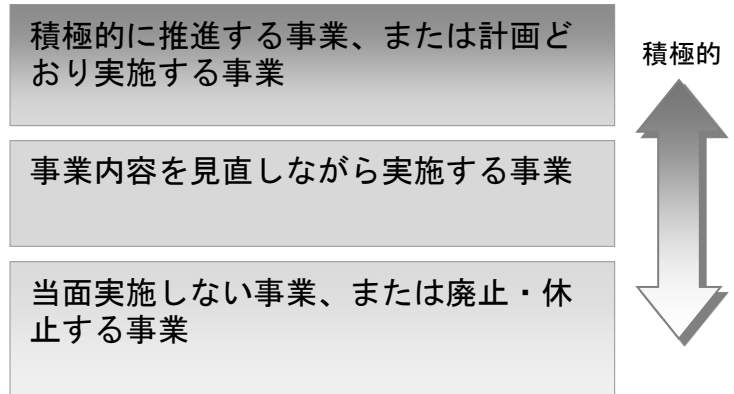 積極的に推進する事業、または計画ど
おり実施する事業
積極的
事業内容を見直しながら実施する事業
当面実施しない事業、または廃止・休
止する事業